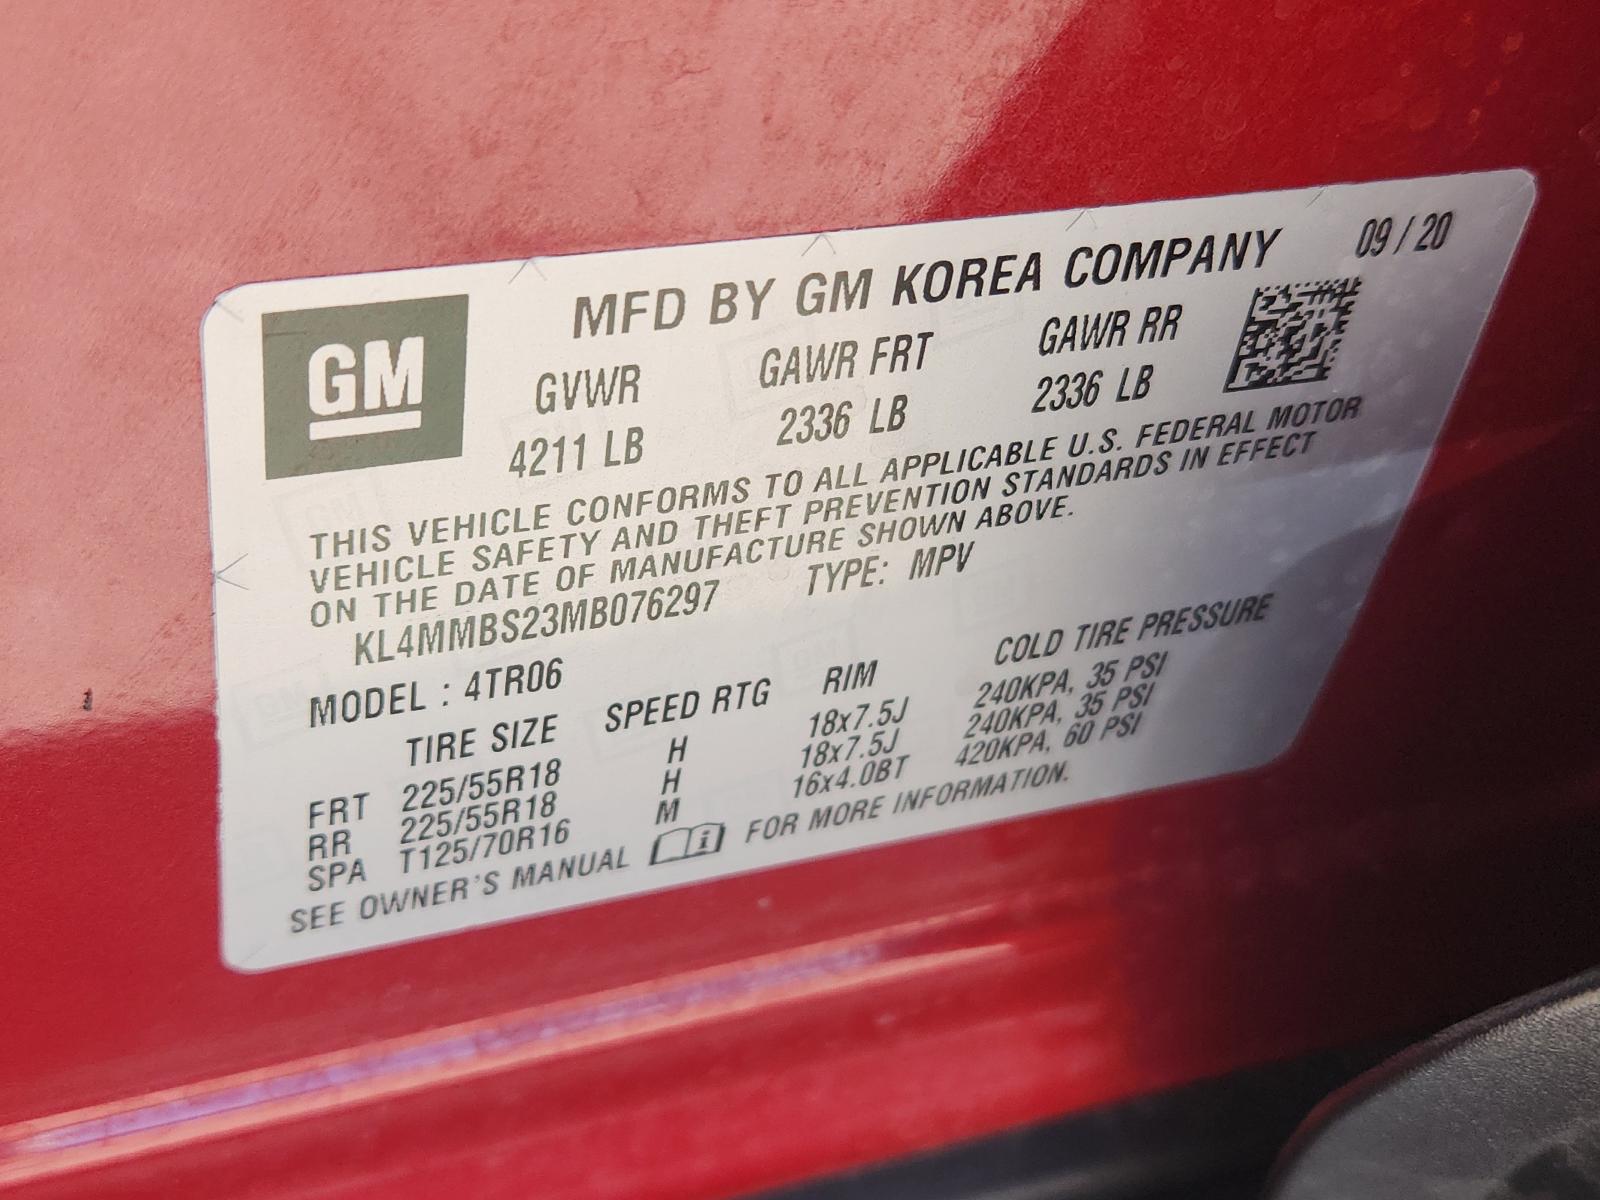 GM
MFD BY GM KOREA COMPANY 09/20
GVWR GAWR FRT GAWR RR
4211 LB 2336 LB 2336 LB
THIS VEHICLE CONFORMS TO ALL APPLICABLE U.S. FEDERAL MOTOR
VEHICLE SAFETY AND THEFT PREVENTION STANDARDS IN EFFECT
ON THE DATE OF MANUFACTURE SHOWN ABOVE.
KL4MMBS23MB076297 TYPE: MPV
MODEL : 4TR06
TIRE SIZE SPEED RTG RIM COLD TIRE PRESSURE
FRT 225/55R18 H 18x7.5J 240KPA, 35 PSI
RR 225/55R18 H 18x7.5J 240KPA, 35 PSI
SPA T125/70R16 M 16x4.0BT 420KPA, 60 PSI
SEE OWNER'S MANUAL i FOR MORE INFORMATION.